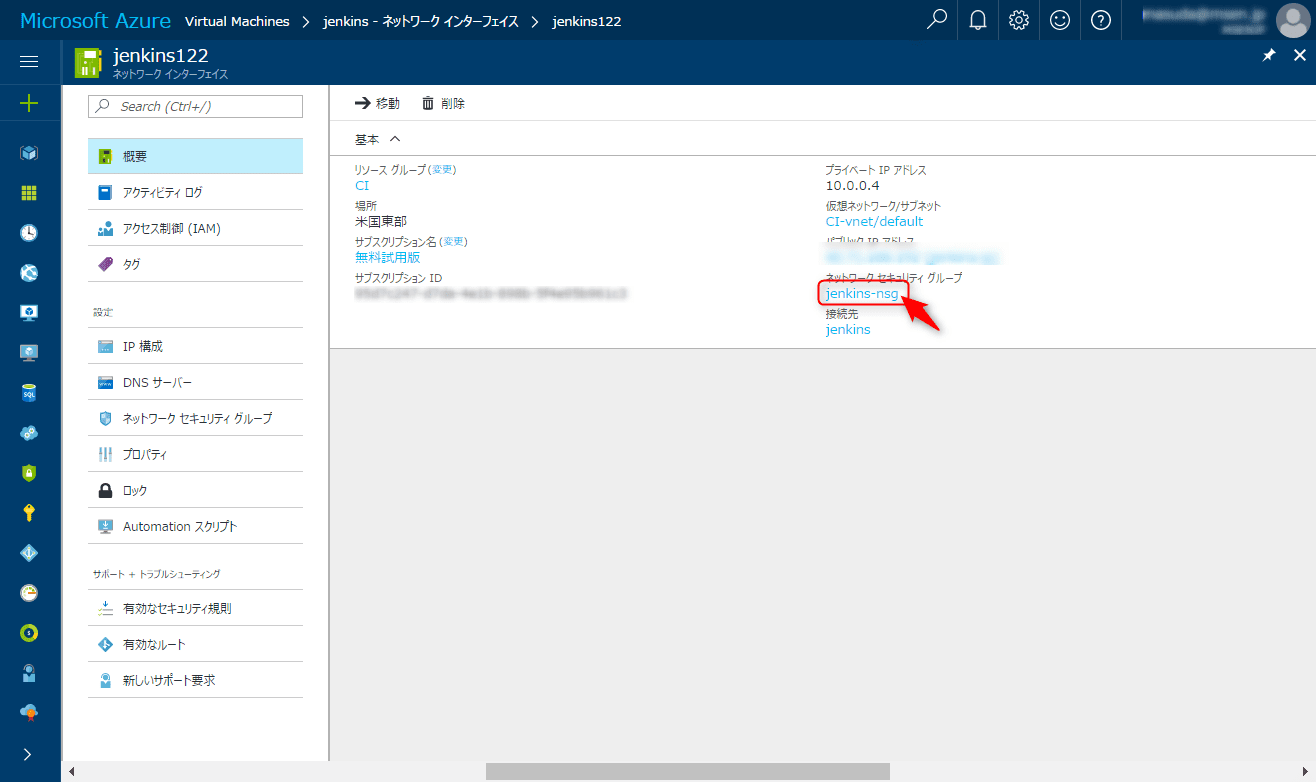 Microsoft Azure Virtual Machines > jenkins - ネットワーク インターフェイス > jenkins122
jenkins122
ネットワーク インターフェイス
Search (Ctrl+/)
概要
アクティビティ ログ
アクセス制御 (IAM)
タグ
設定
IP 構成
DNS サーバー
ネットワーク セキュリティ グループ
プロパティ
ロック
Automation スクリプト
サポート + トラブルシューティング
有効なセキュリティ規則
有効なルート
新しいサポート要求
移動 削除
基本
リソース グループ (変更)
CI
場所
米国東部
サブスクリプション名 (変更)
無料試用版
サブスクリプション ID
プライベート IP アドレス
10.0.0.4
仮想ネットワーク/サブネット
CI-vnet/default
パブリック IP アドレス
ネットワーク セキュリティ グループ
jenkins-nsg
接続先
jenkins